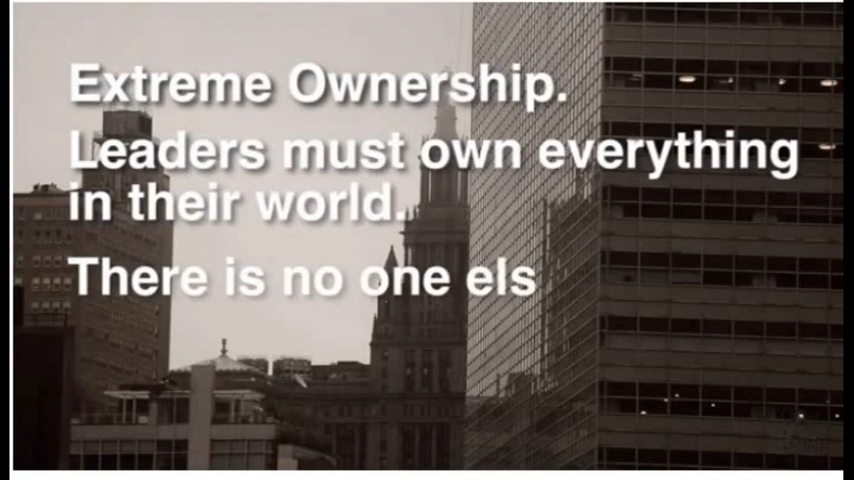 Extreme Ownership.
Leaders must own everything
in their world.
There is no one els